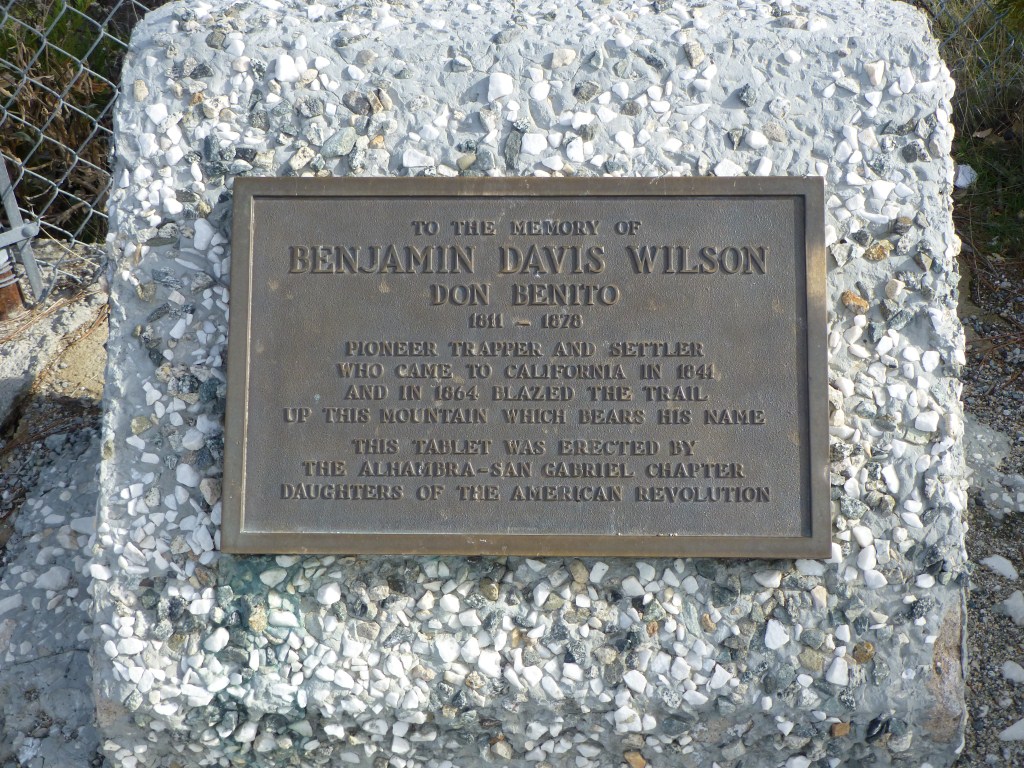 TO THE MEMORY OF
BENJAMIN DAVIS WILSON
DON BENITO
1811 - 1878
PIONEER TRAPPER AND SETTLER
WHO CAME TO CALIFORNIA IN 1841
AND IN 1864 BLAZED THE TRAIL
UP THIS MOUNTAIN WHICH BEARS HIS NAME
THIS TABLET WAS ERECTED BY
THE ALHAMBRA-SAN GABRIEL CHAPTER
DAUGHTERS OF THE AMERICAN REVOLUTION